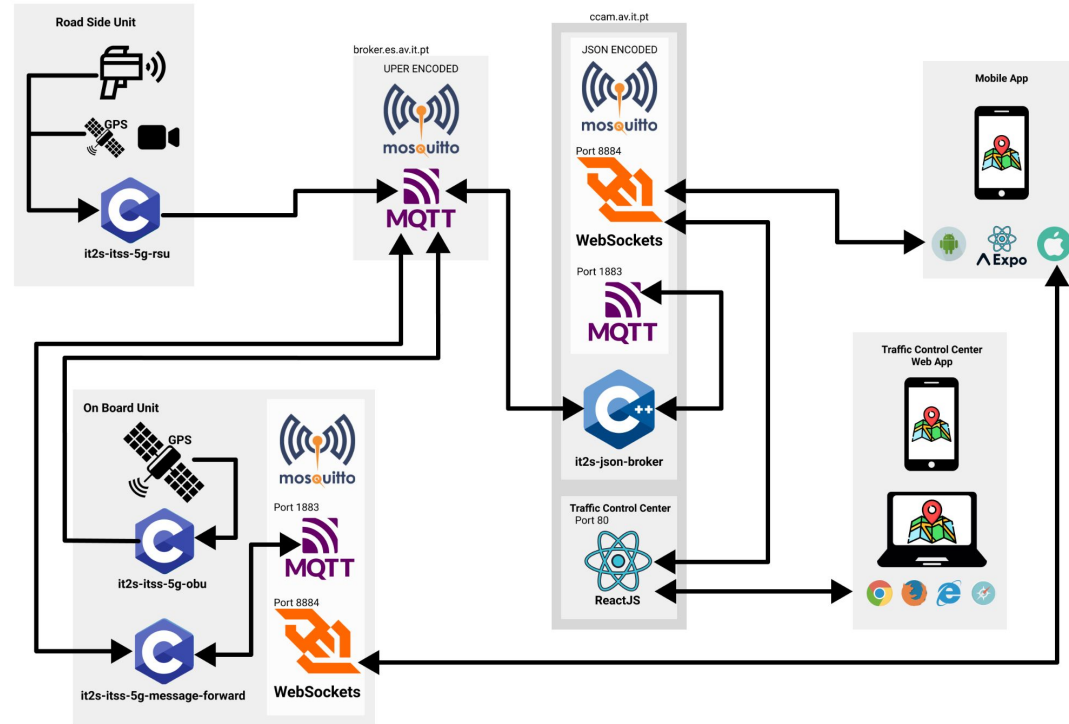 Road Side Unit
GPS
it2s-itss-5g-rsu
broker.es.av.it.pt
UPER ENCODED
mosquitto
MQTT
ccam.av.it.pt
JSON ENCODED
mosquitto
Port 8884
WebSockets
Port 1883
MQTT
C++
it2s-json-broker
Traffic Control Center
Port 80
ReactJS
Mobile App
Expo
Traffic Control Center
Web App
On Board Unit
GPS
C
it2s-itss-5g-obu
C
it2s-itss-5g-message-forward
mosquitto
Port 1883
MQTT
Port 8884
WebSockets
C